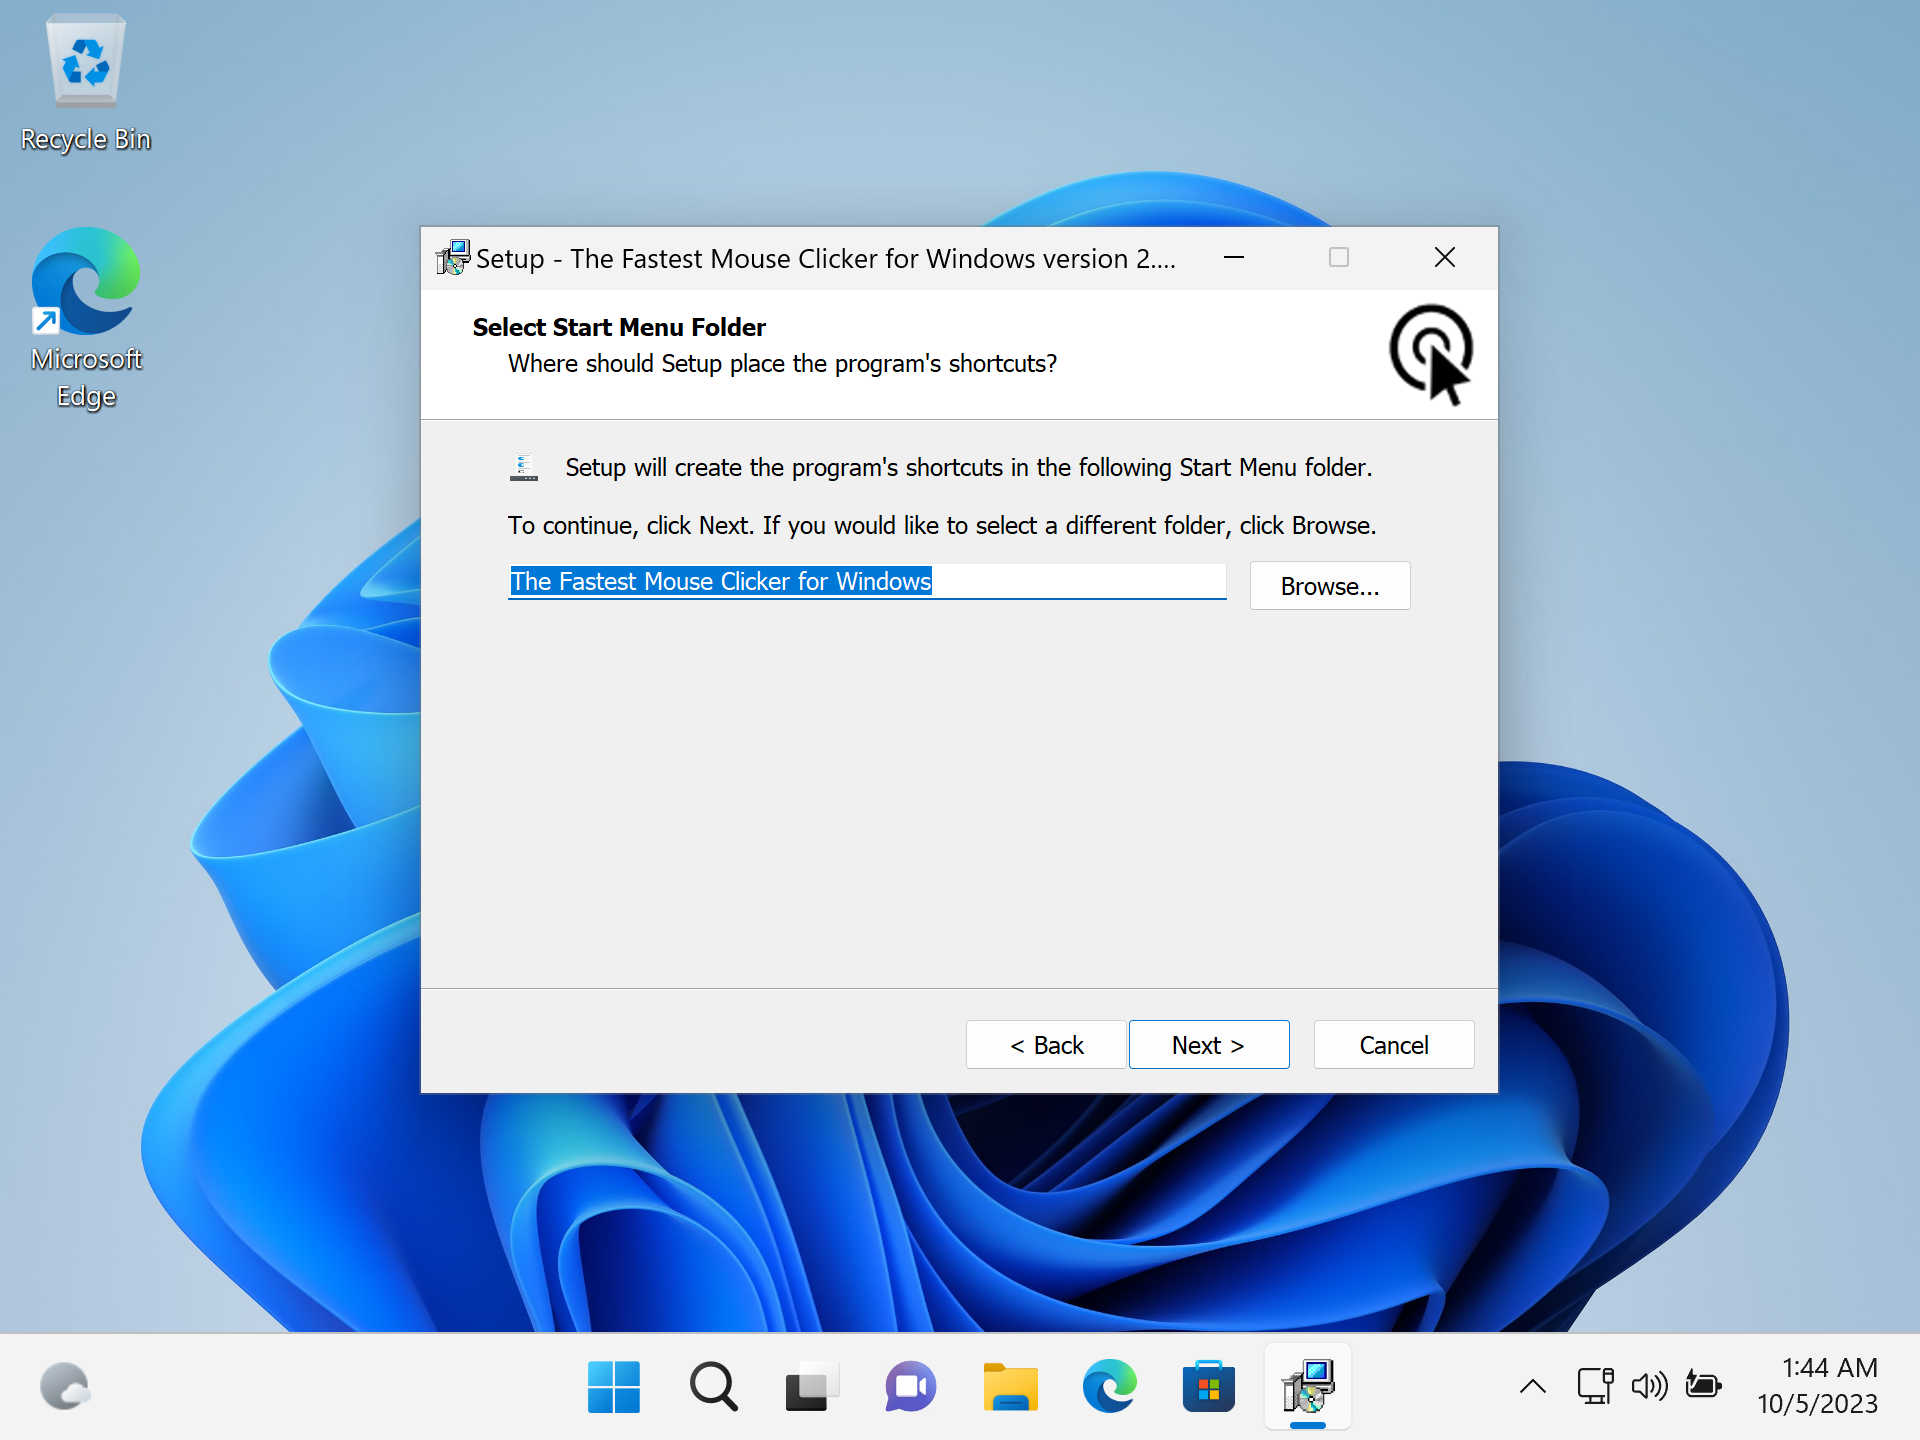 Recycle Bin
Microsoft
Edge
Setup - The Fastest Mouse Clicker for Windows version 2....
Select Start Menu Folder
Where should Setup place the program's shortcuts?
Setup will create the program's shortcuts in the following Start Menu folder.
To continue, click Next. If you would like to select a different folder, click Browse.
The Fastest Mouse Clicker for Windows
Browse...
< Back
Next >
Cancel
1:44 AM
10/5/2023